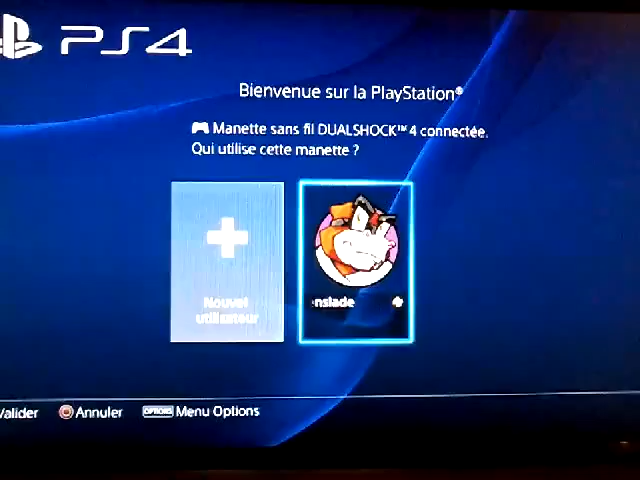 PS4
Bienvenue sur la PlayStation®
Manette sans fil DUALSHOCK™4 connectée.
Qui utilise cette manette ?
Nouvel
utilisateur
nslade
Valider Annuler OPTIONS Menu Options